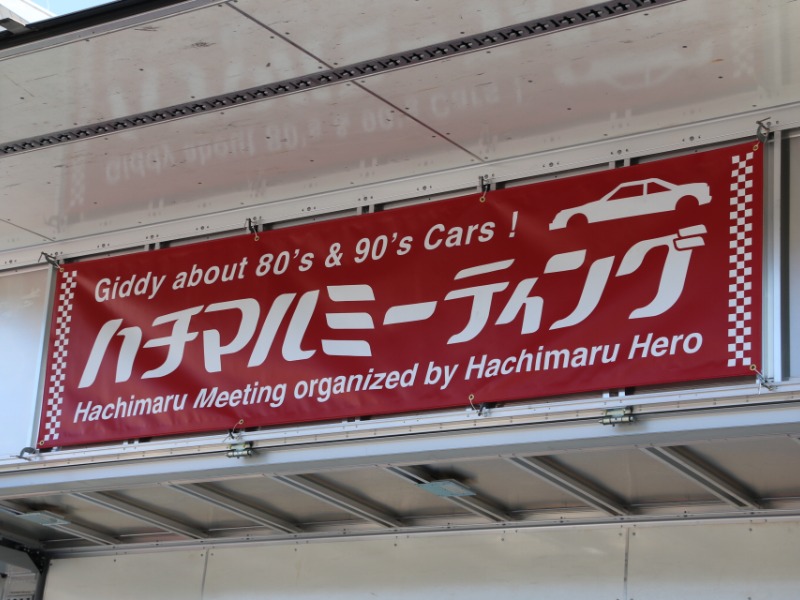 Giddy about 80's & 90's Cars !
ハチマルミーティング
Hachimaru Meeting organized by Hachimaru Hero